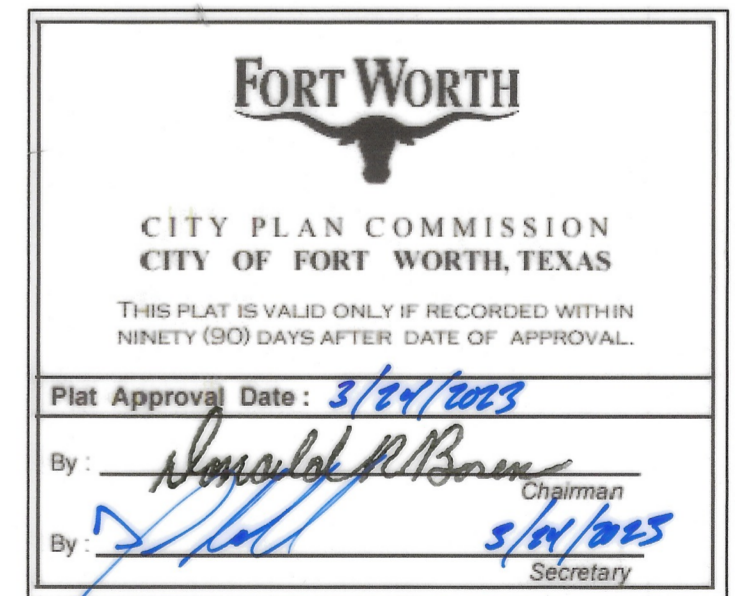 FORT WORTH
CITY PLAN COMMISSION
CITY OF FORT WORTH, TEXAS
THIS PLAT IS VALID ONLY IF RECORDED WITHIN
NINETY (90) DAYS AFTER DATE OF APPROVAL.
Plat Approval Date : 3/24/2023
By : Donald R Boren
Chairman
By : 3/24/2023
Secretary